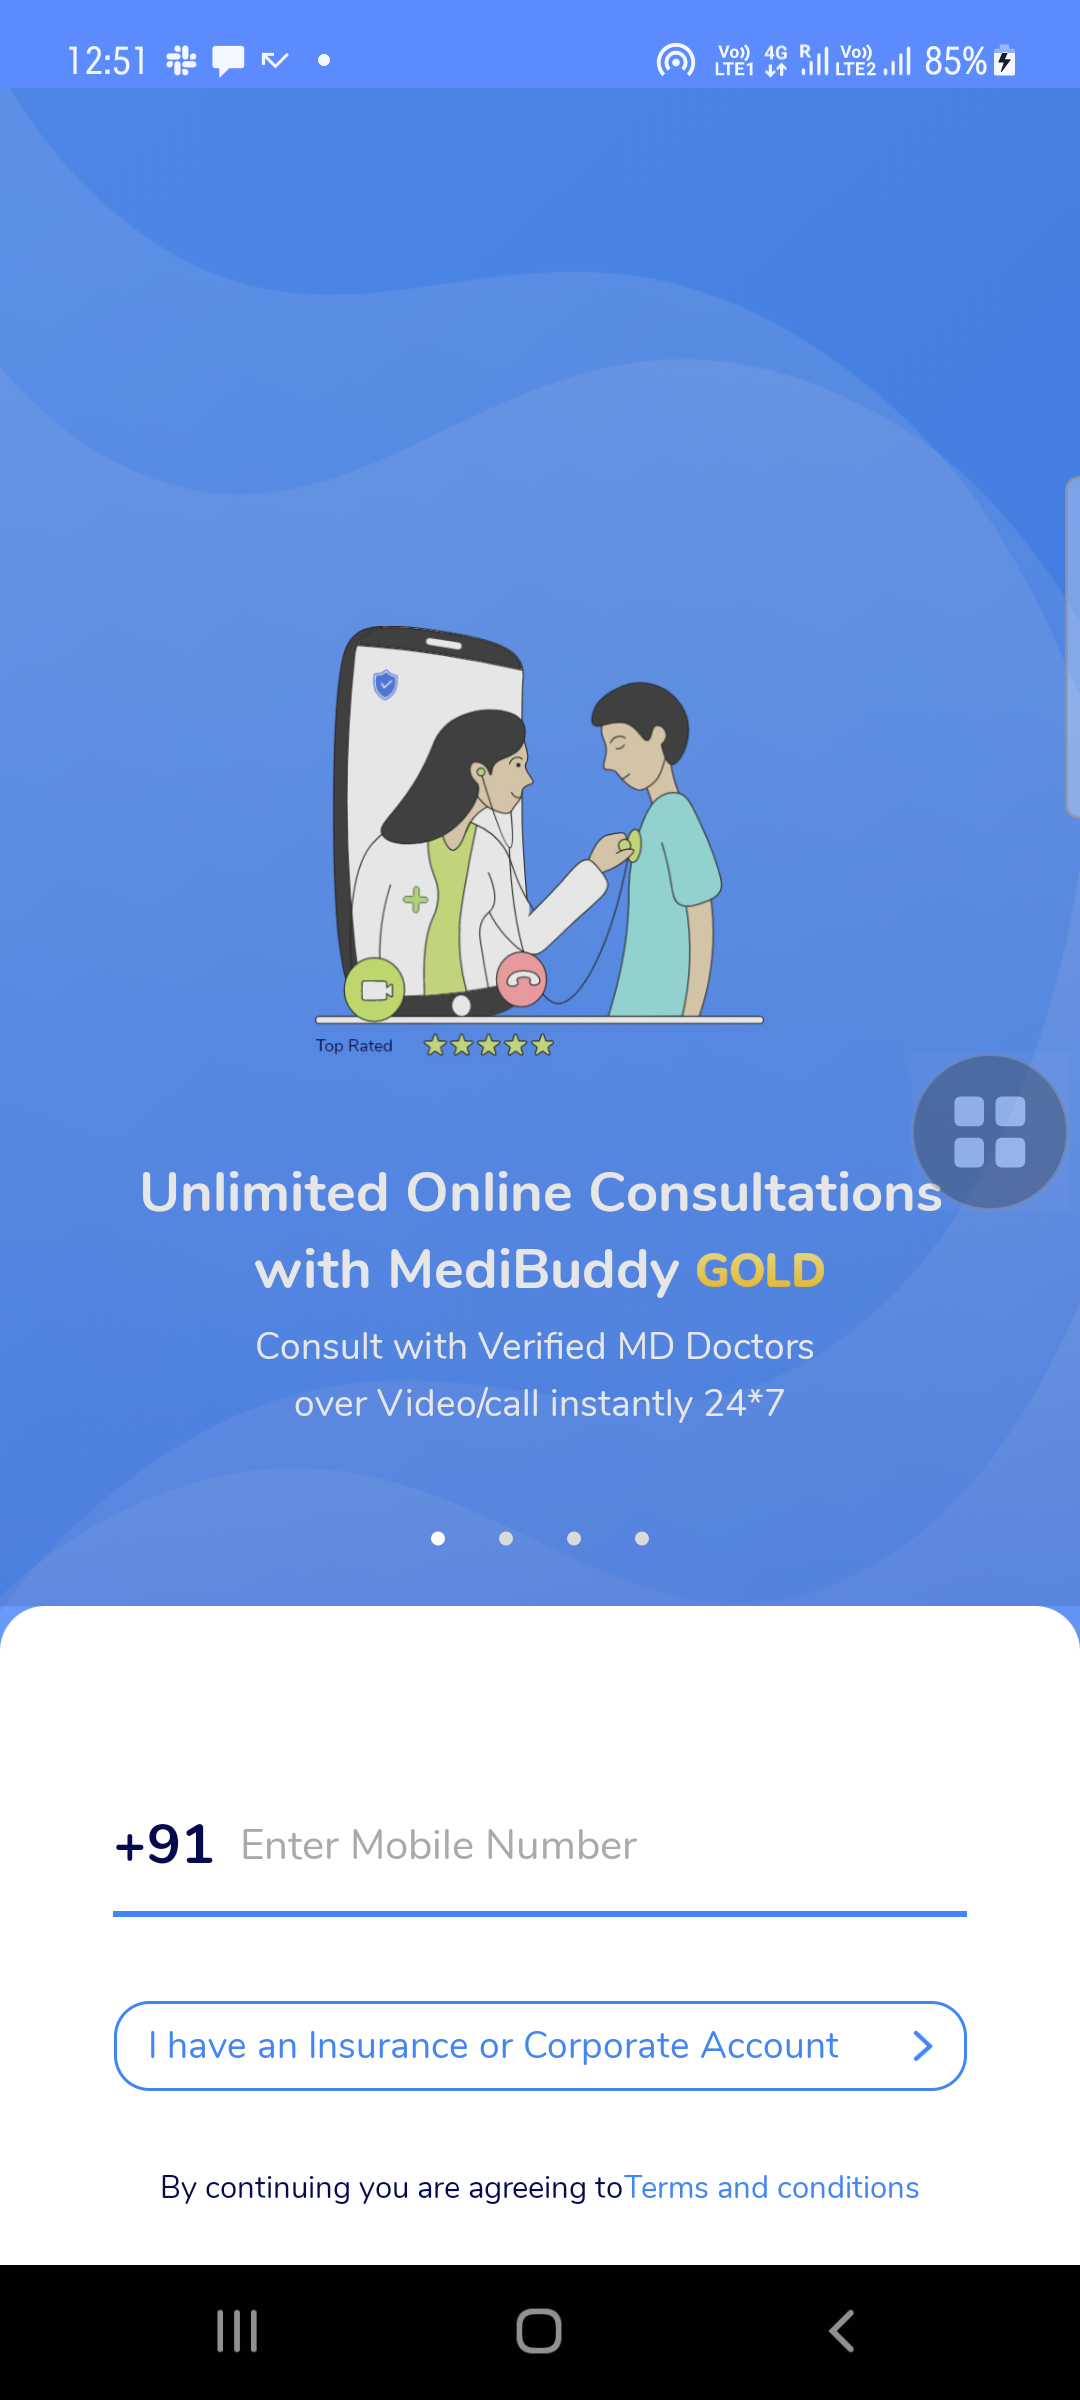 12:51
Vo)) LTE1 4G R Vo)) LTE2 85%
Top Rated
Unlimited Online Consultations
with MediBuddy GOLD
Consult with Verified MD Doctors
over Video/call instantly 24*7
+91 Enter Mobile Number
I have an Insurance or Corporate Account
By continuing you are agreeing toTerms and conditions